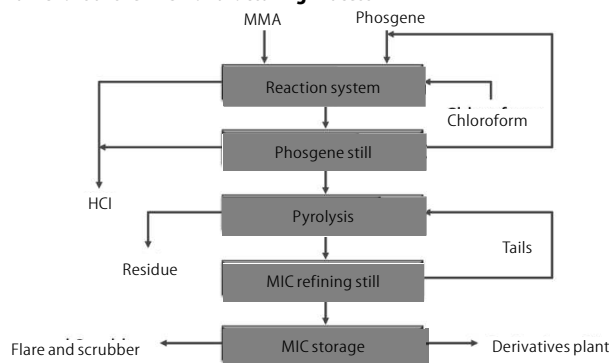 MMA
Phosgene
Reaction system
Chloroform
Phosgene still
HCI
Pyrolysis
Tails
Residue
MIC refining still
Flare and scrubber
MIC storage
Derivatives plant